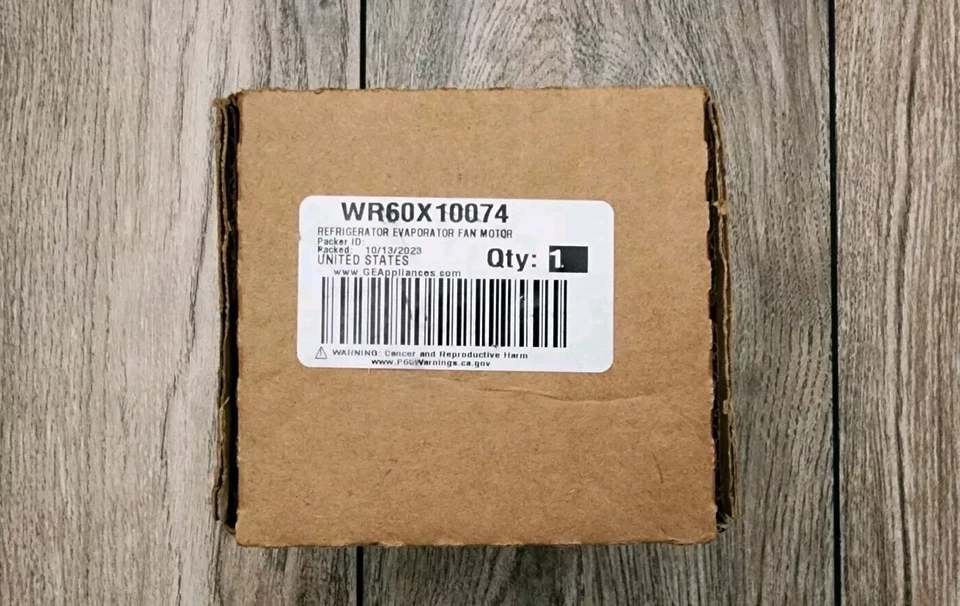 WR60X10074
REFRIGERATOR EVAPORATOR FAN MOTOR
Packer ID:
Packed: 10/13/2023
UNITED STATES
Qty: 1
www.GEAppliances.com
⚠ WARNING: Cancer and Reproductive Harm
www.P65Warnings.ca.gov